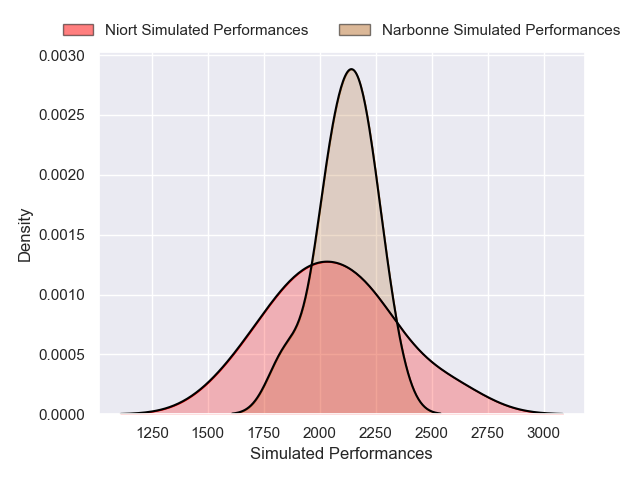 Niort Simulated Performances Narbonne Simulated Performances
0.0030
0.0025
0.0020
0.0015
0.0010
0.0005
0.0000
Density
1250 1500 1750 2000 2250 2500 2750 3000
Simulated Performances